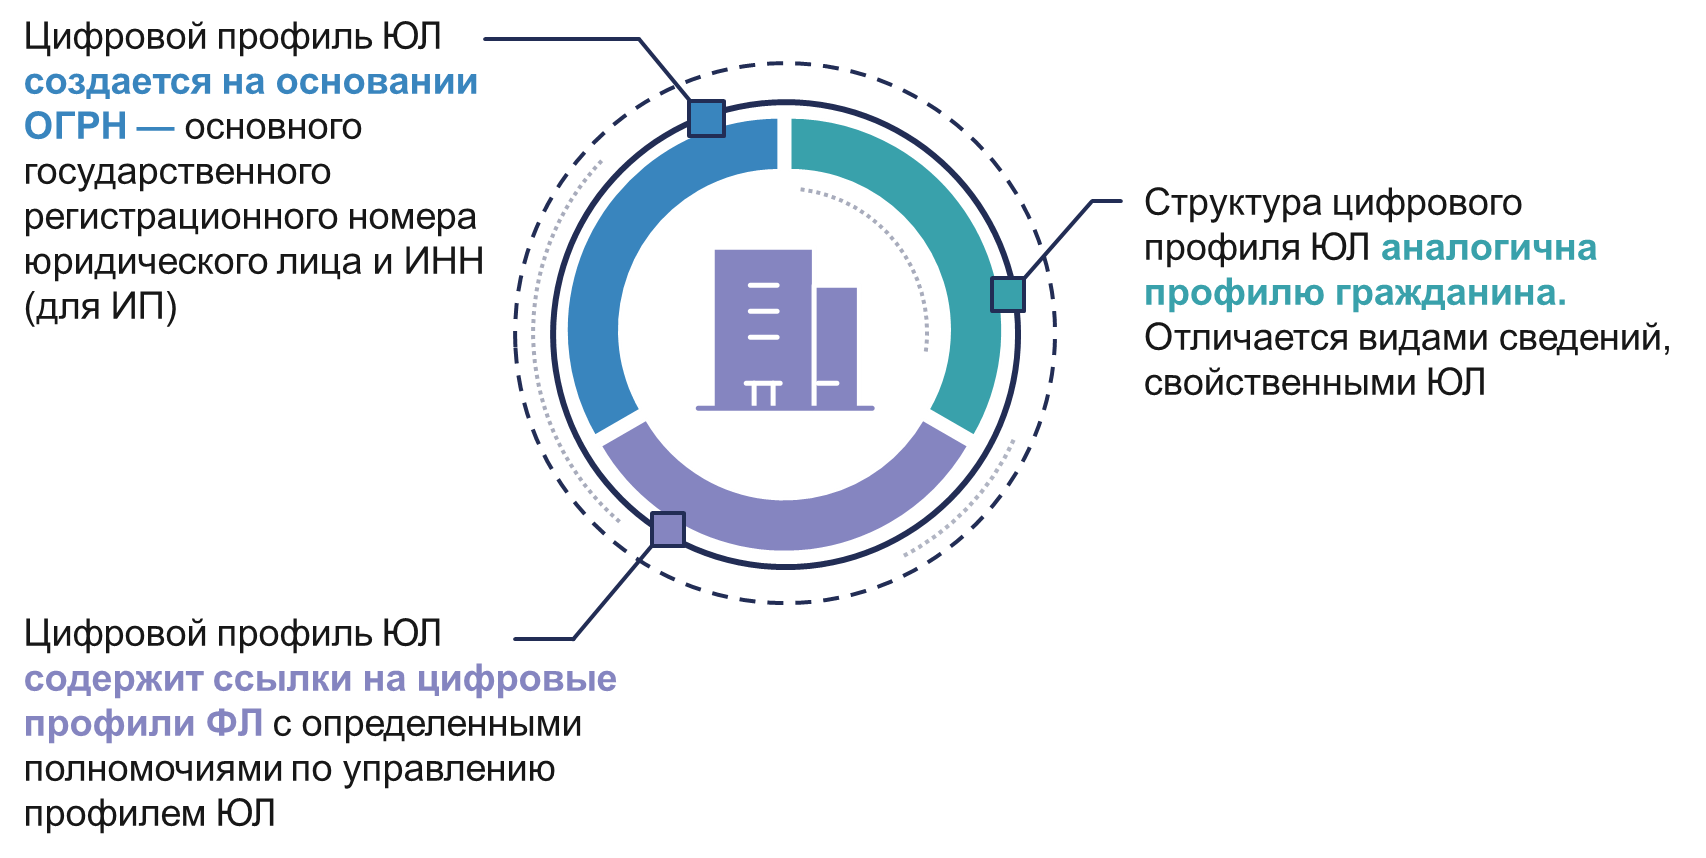 Цифровой профиль ЮЛ
создается на основании
ОГРН — основного
государственного
регистрационного номера
юридического лица и ИНН
(для ИП)
Структура цифрового
профиля ЮЛ аналогична
профилю гражданина.
Отличается видами сведений,
свойственными ЮЛ
Цифровой профиль ЮЛ
содержит ссылки на цифровые
профили ФЛ с определенными
полномочиями по управлению
профилем ЮЛ